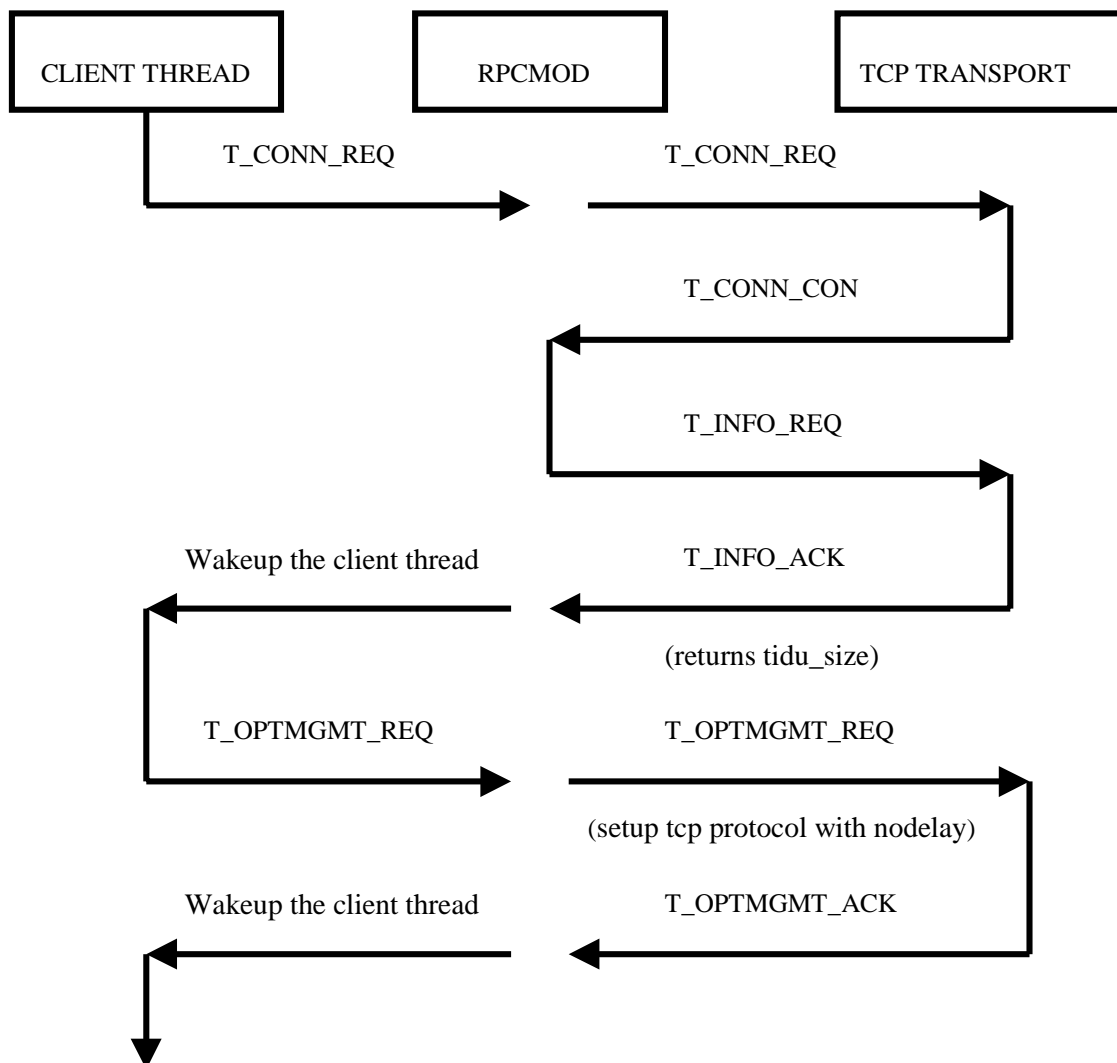 CLIENT THREAD
RPCMOD
TCP TRANSPORT
T_CONN_REQ
T_CONN_REQ
T_CONN_CON
T_INFO_REQ
Wakeup the client thread
T_INFO_ACK
(returns tidu_size)
T_OPTMGMT_REQ
T_OPTMGMT_REQ
(setup tcp protocol with nodelay)
Wakeup the client thread
T_OPTMGMT_ACK